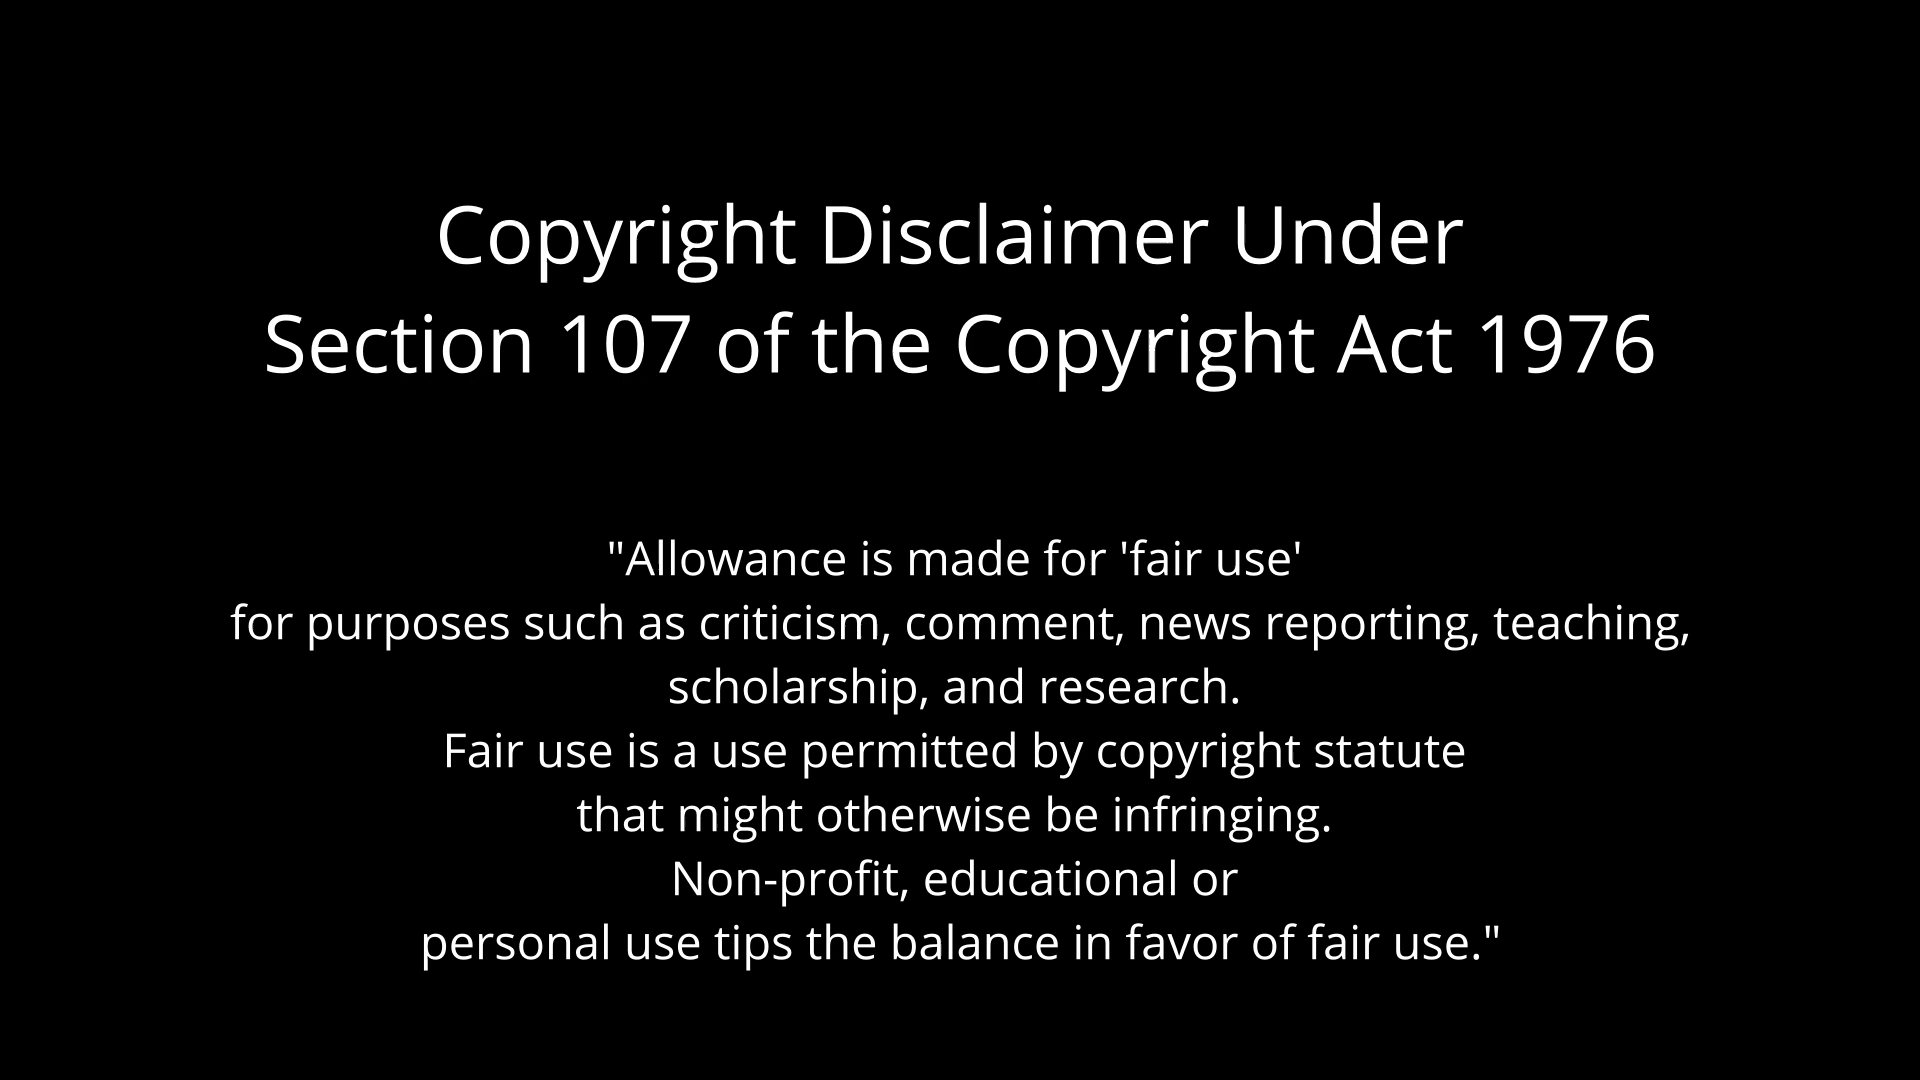 Copyright Disclaimer Under
Section 107 of the Copyright Act 1976
"Allowance is made for 'fair use'
for purposes such as criticism, comment, news reporting, teaching,
scholarship, and research.
Fair use is a use permitted by copyright statute
that might otherwise be infringing.
Non-profit, educational or
personal use tips the balance in favor of fair use."